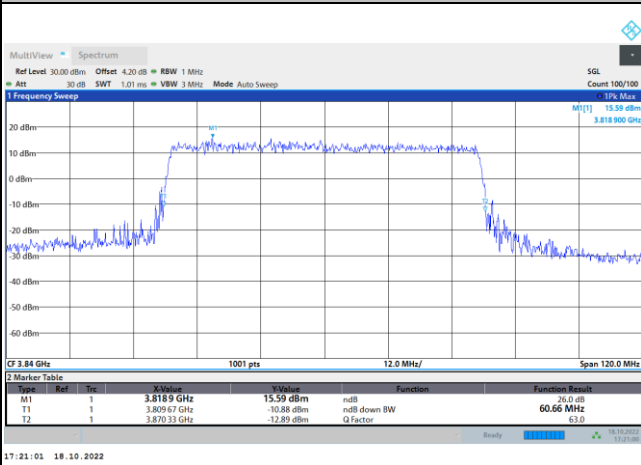 MultiView Spectrum
Ref Level 30.00 dBm Offset 4.20 dB RBW 1 MHz SGL
Att 30 dB SWT 1.01 ms VBW 3 MHz Mode Auto Sweep Count 100/100
1 Frequency Sweep 1Pk Max
M1[1] 15.59 dBm
3.818 900 GHz
M1
20 dBm
10 dBm
0 dBm
T1
-10 dBm
T2
-20 dBm
-30 dBm
-40 dBm
-50 dBm
-60 dBm
CF 3.84 GHz 1001 pts 12.0 MHz/ Span 120.0 MHz
2 Marker Table
Type Ref Trc X-Value Y-Value Function Function Result
M1 1 3.818 9 GHz 15.59 dBm ndB 26.0 dB
T1 1 3.809 67 GHz -10.88 dBm ndB down BW 60.66 MHz
T2 1 3.870 33 GHz -12.89 dBm Q Factor 63.0
Ready 18.10.2022
17:21:00
17:21:01 18.10.2022